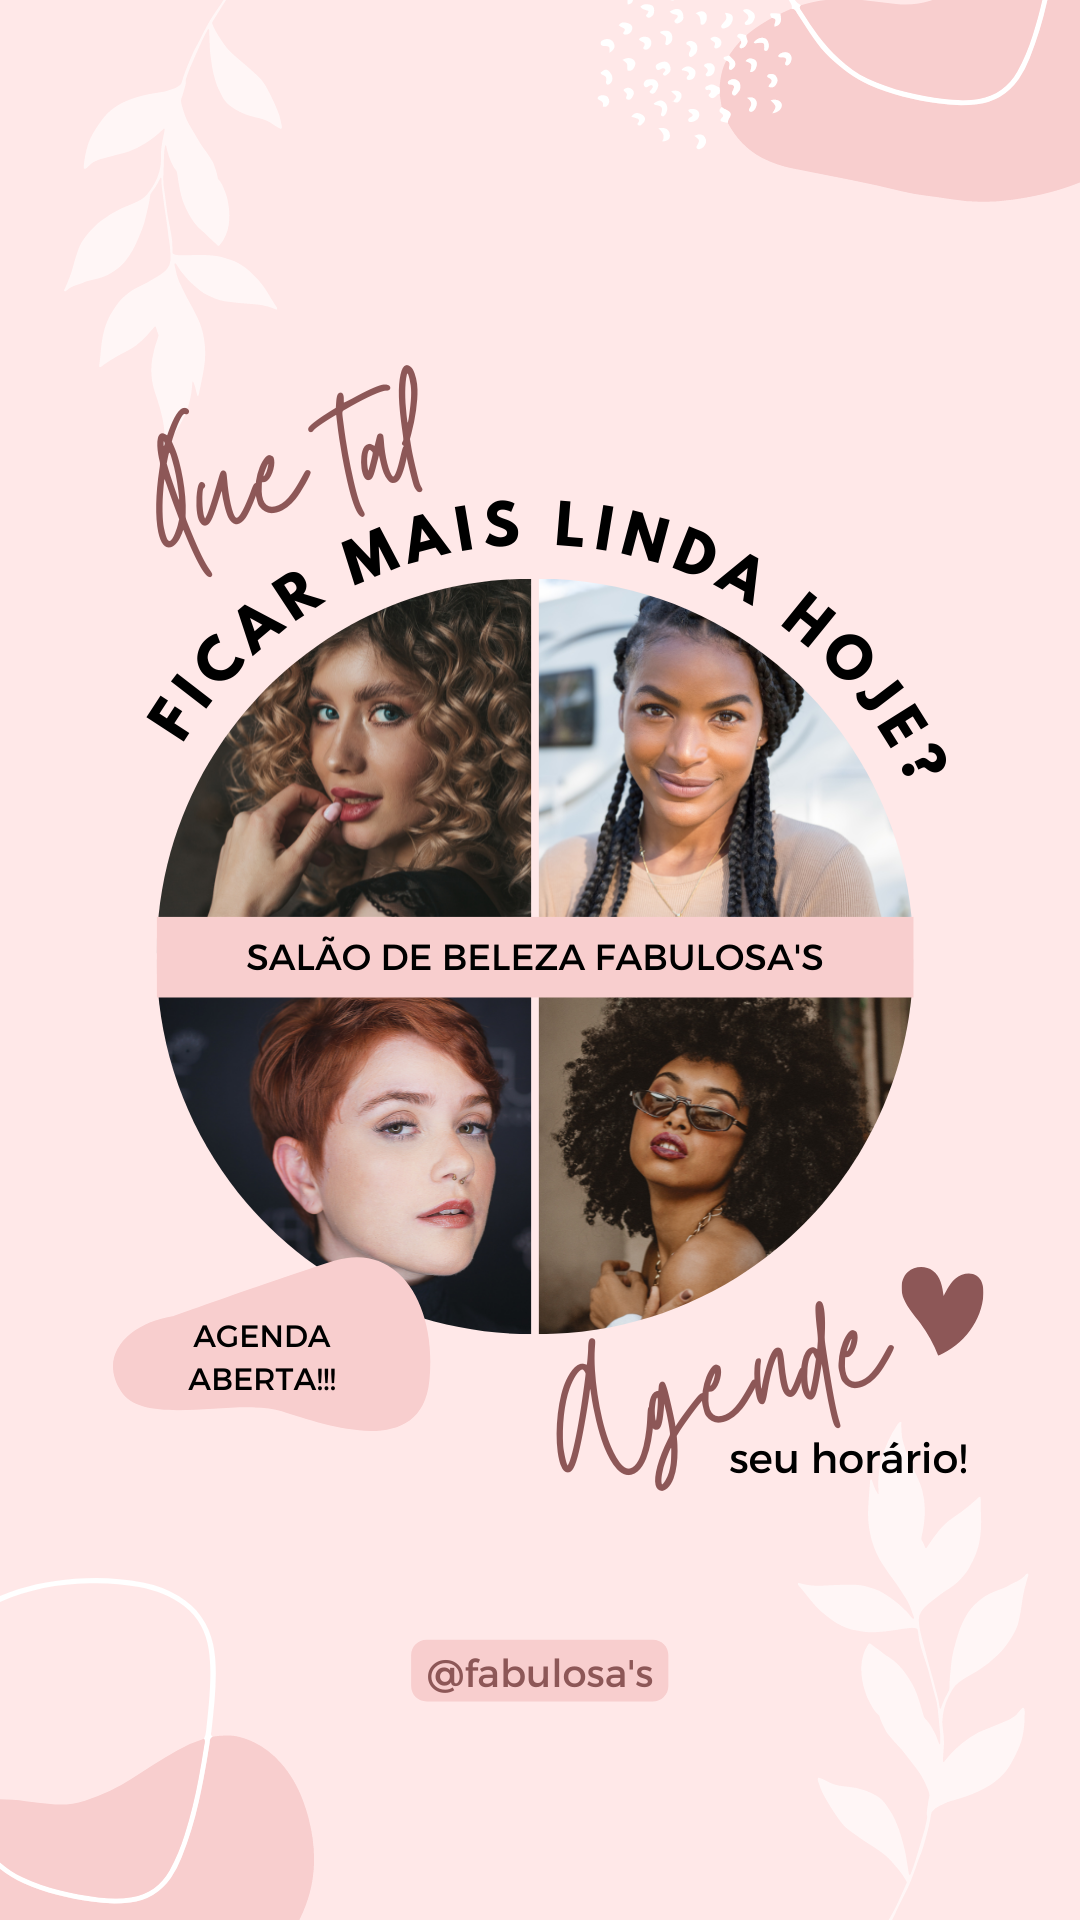 Que tal
FICAR MAIS LINDA HOJE?
SALÃO DE BELEZA FABULOSA'S
AGENDA
ABERTA!!!
Agende
seu horário!
@fabulosa's